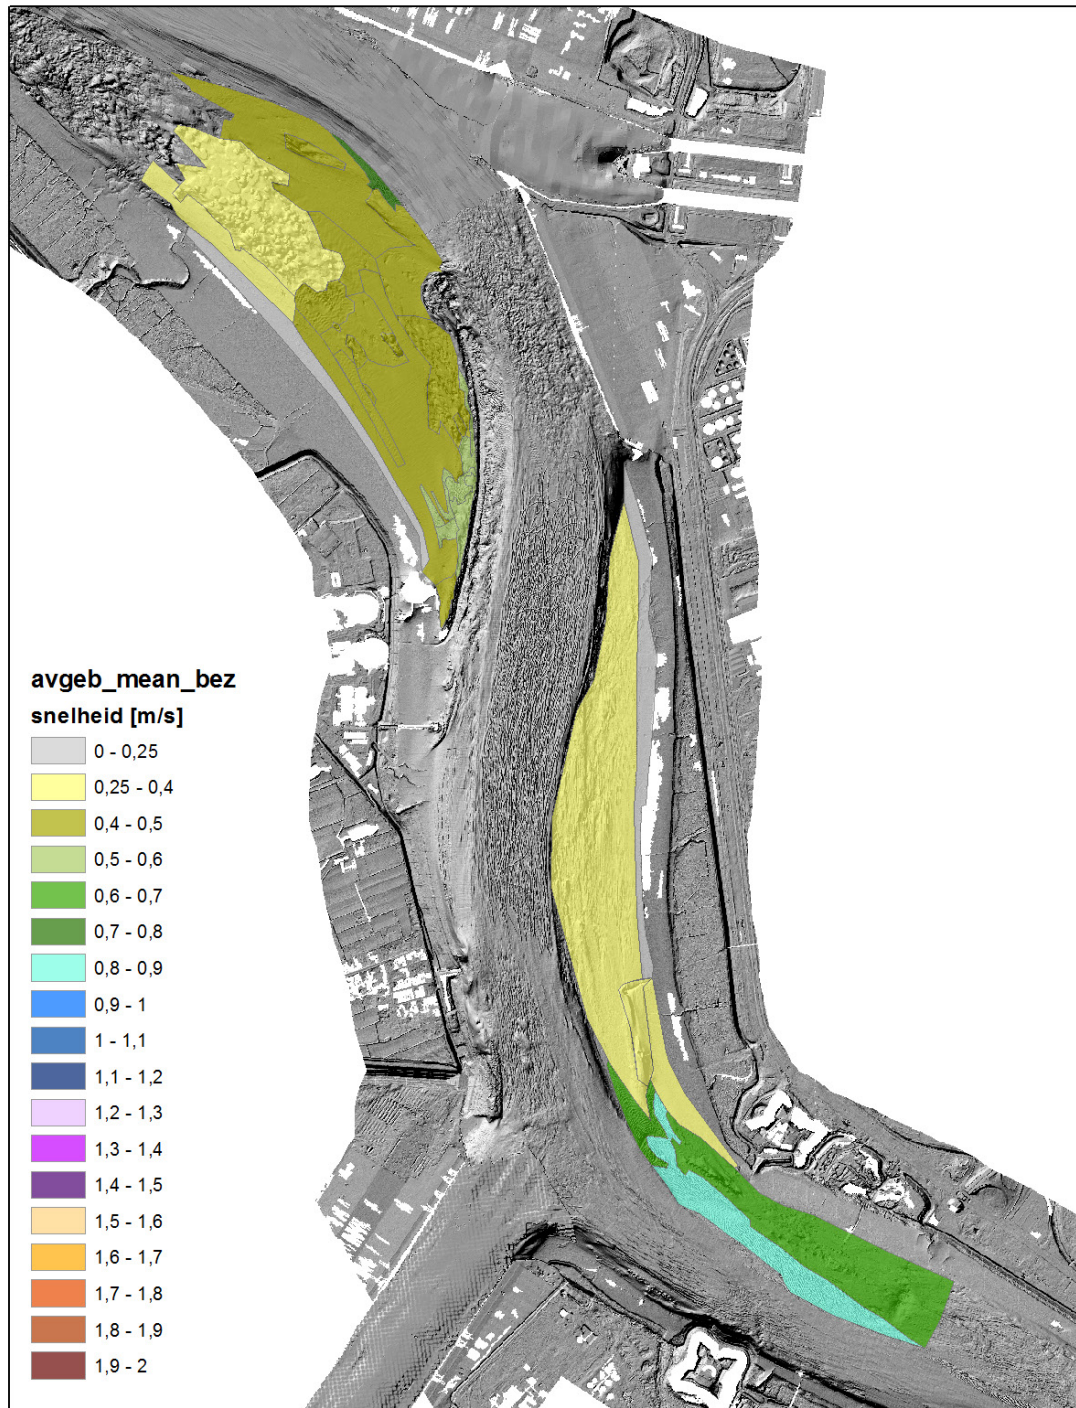 avgeb_mean_bez
snelheid [m/s]
0 - 0,25
0,25 - 0,4
0,4 - 0,5
0,5 - 0,6
0,6 - 0,7
0,7 - 0,8
0,8 - 0,9
0,9 - 1
1 - 1,1
1,1 - 1,2
1,2 - 1,3
1,3 - 1,4
1,4 - 1,5
1,5 - 1,6
1,6 - 1,7
1,7 - 1,8
1,8 - 1,9
1,9 - 2